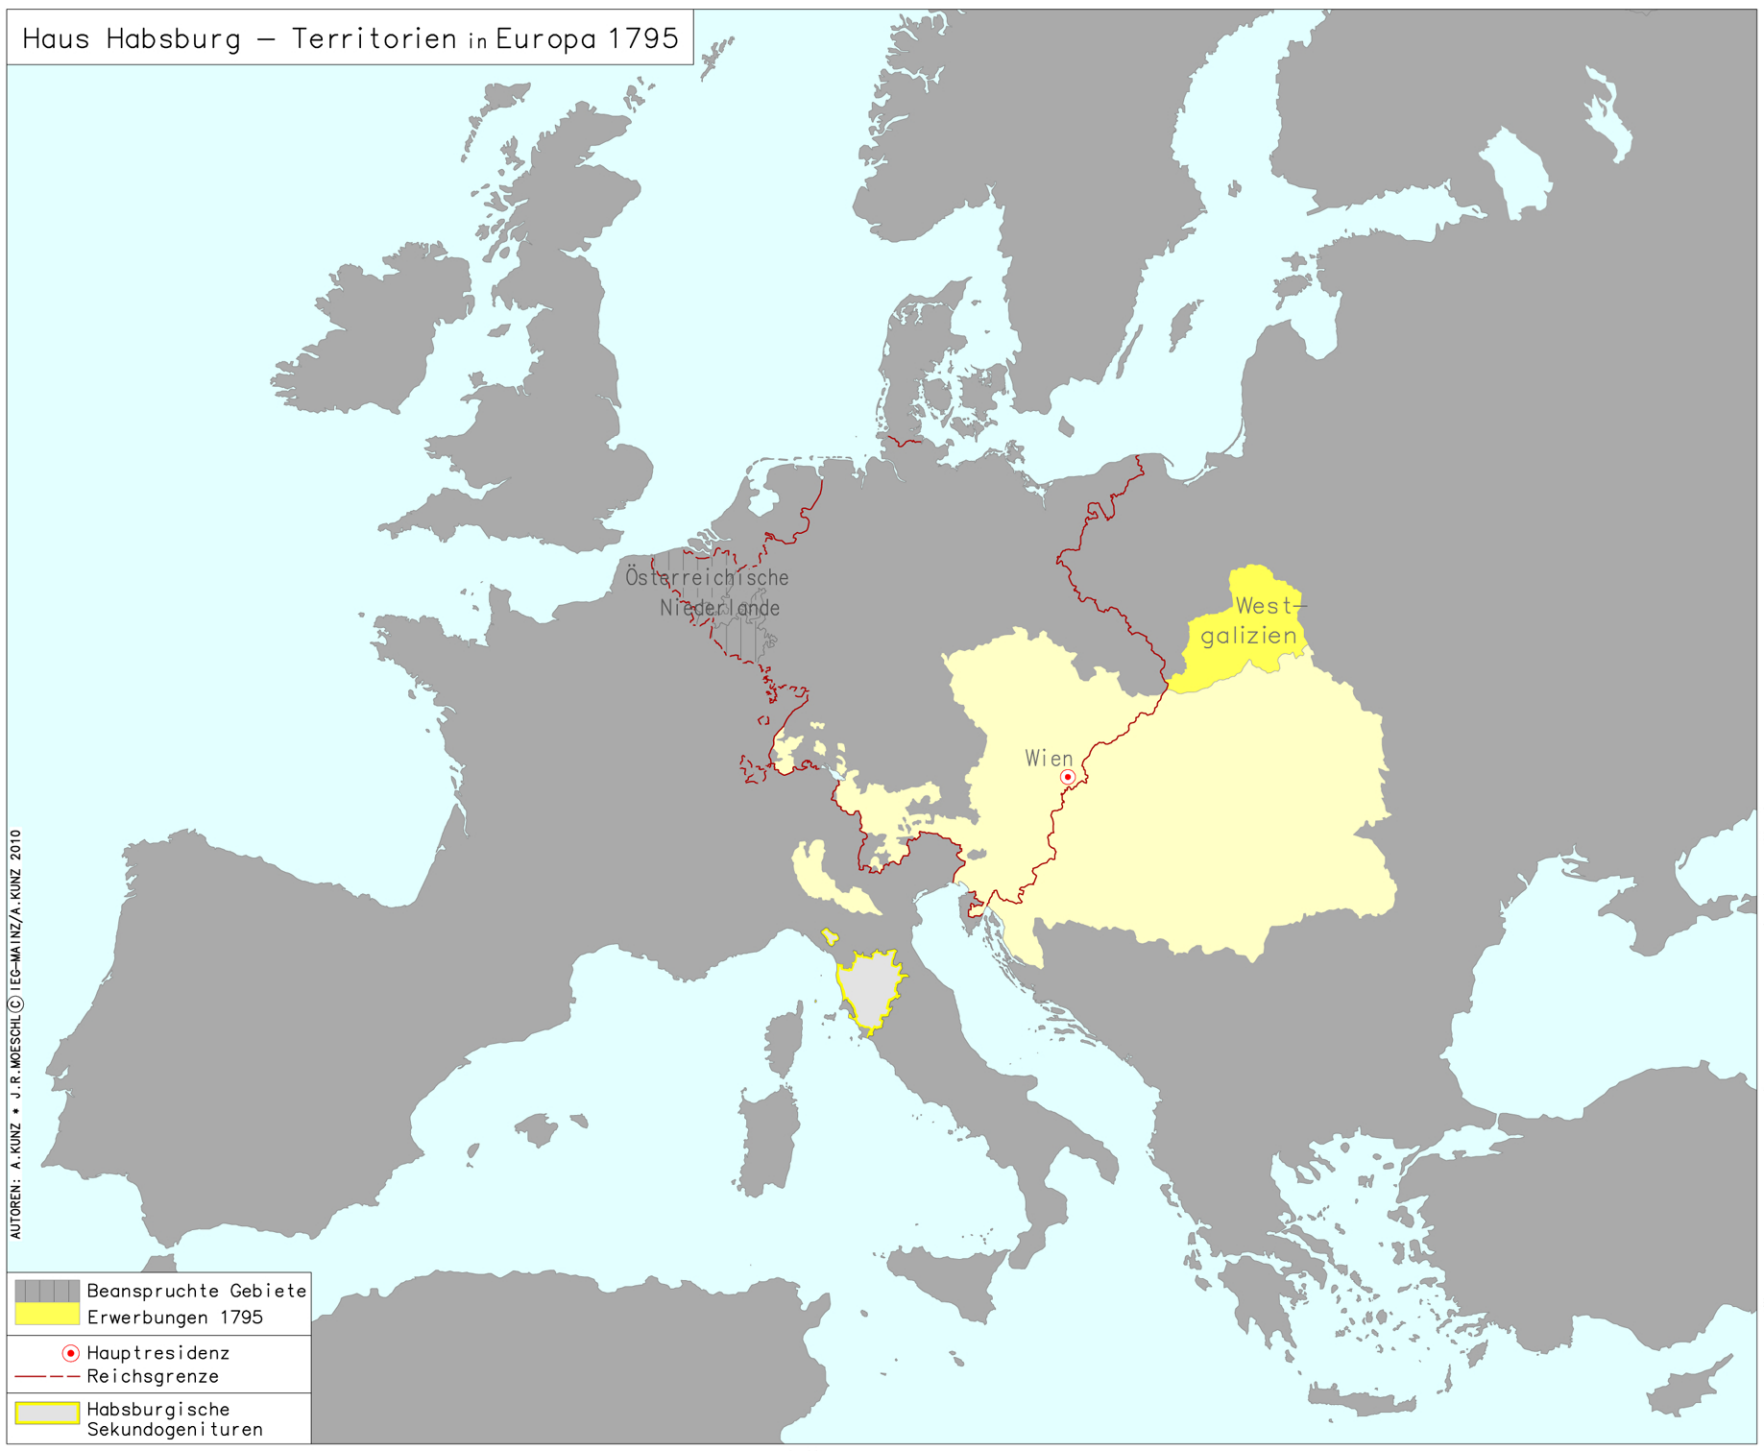 Haus Habsburg – Territorien in Europa 1795
Österreichische
Niederlande
West-
galizien
Wien
AUTOREN: A.KUNZ * J.R.MOESCHL © IEG-MAINZ/A.KUNZ 2010
Beanspruchte Gebiete
Erwerbungen 1795
Hauptresidenz
Reichsgrenze
Habsburgische
Sekundogenituren